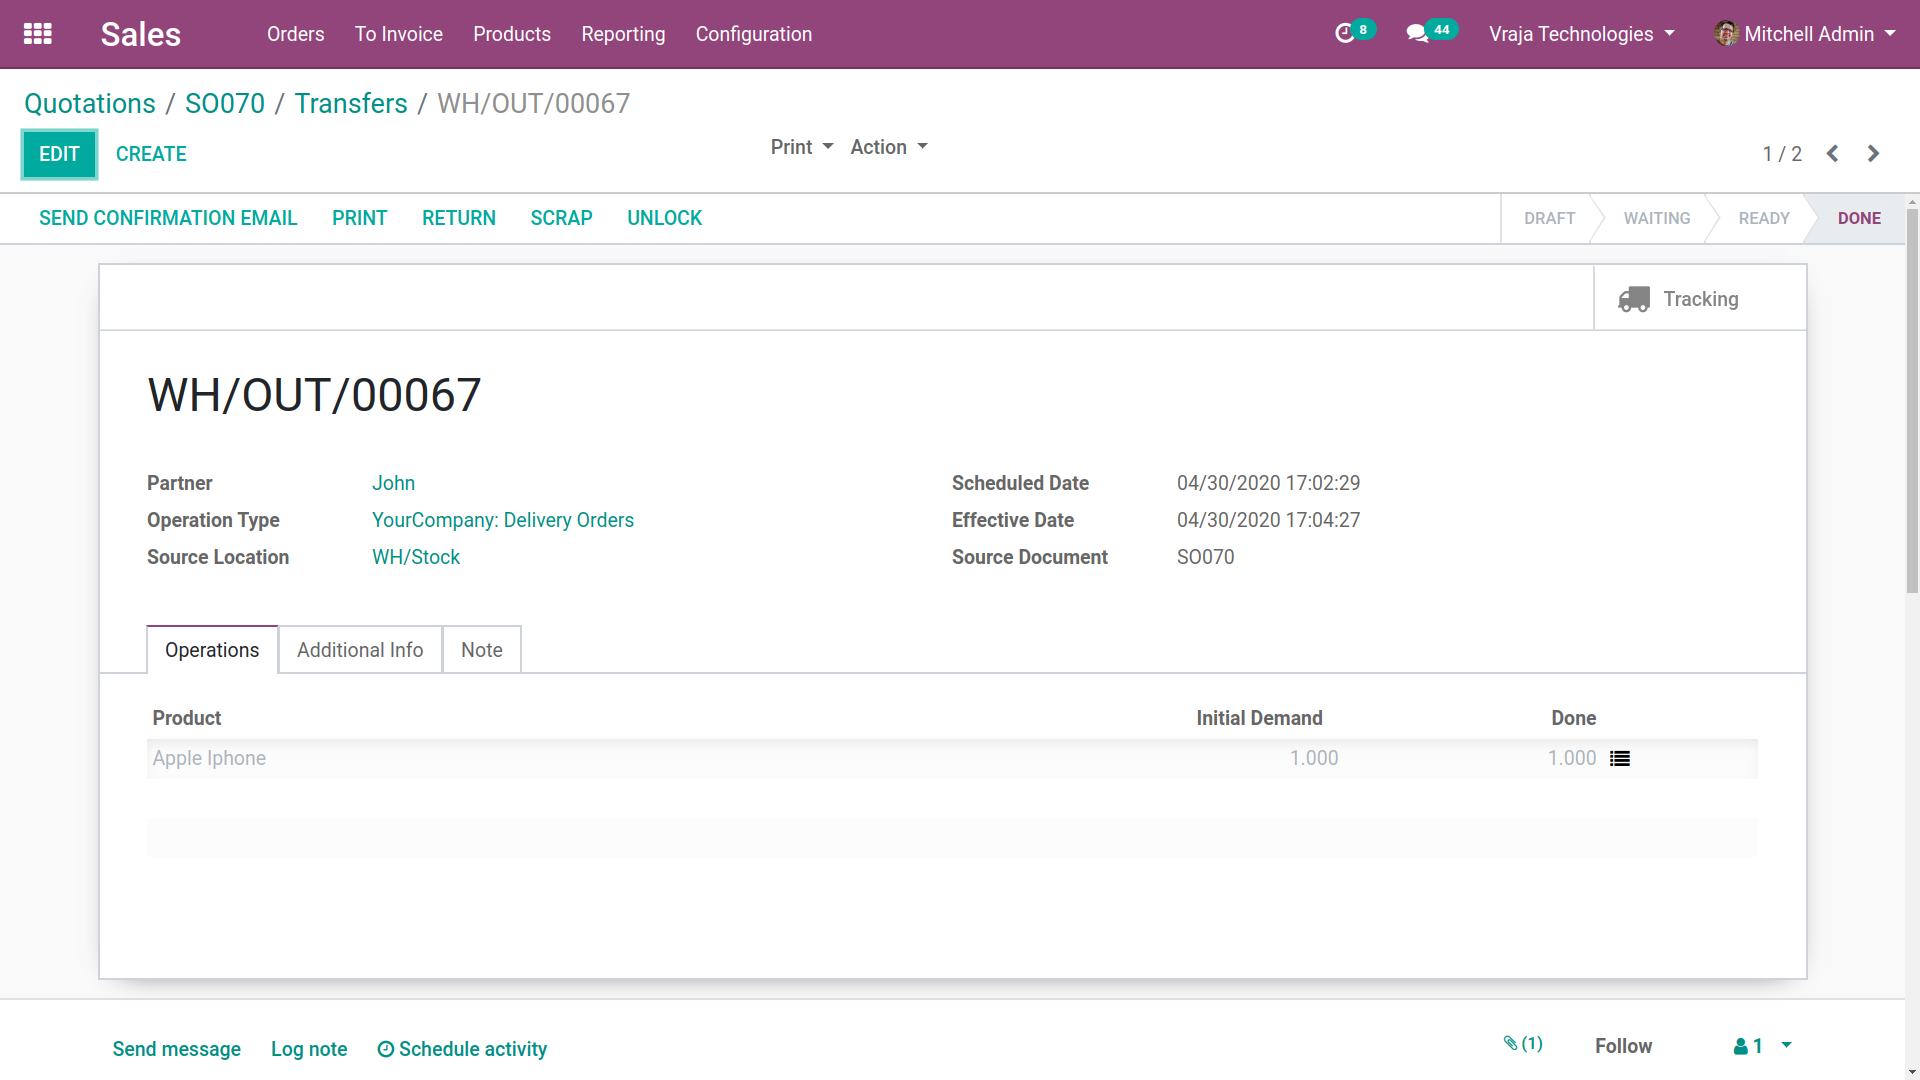 Sales Orders To Invoice Products Reporting Configuration 8 44 Vraja Technologies Mitchell Admin
Quotations / SO070 / Transfers / WH/OUT/00067
EDIT CREATE Print Action 1 / 2
SEND CONFIRMATION EMAIL PRINT RETURN SCRAP UNLOCK DRAFT WAITING READY DONE
Tracking
WH/OUT/00067
Partner John Scheduled Date 04/30/2020 17:02:29
Operation Type YourCompany: Delivery Orders Effective Date 04/30/2020 17:04:27
Source Location WH/Stock Source Document SO070
Operations Additional Info Note
Product Initial Demand Done
Apple Iphone 1.000 1.000
Send message Log note Schedule activity (1) Follow 1